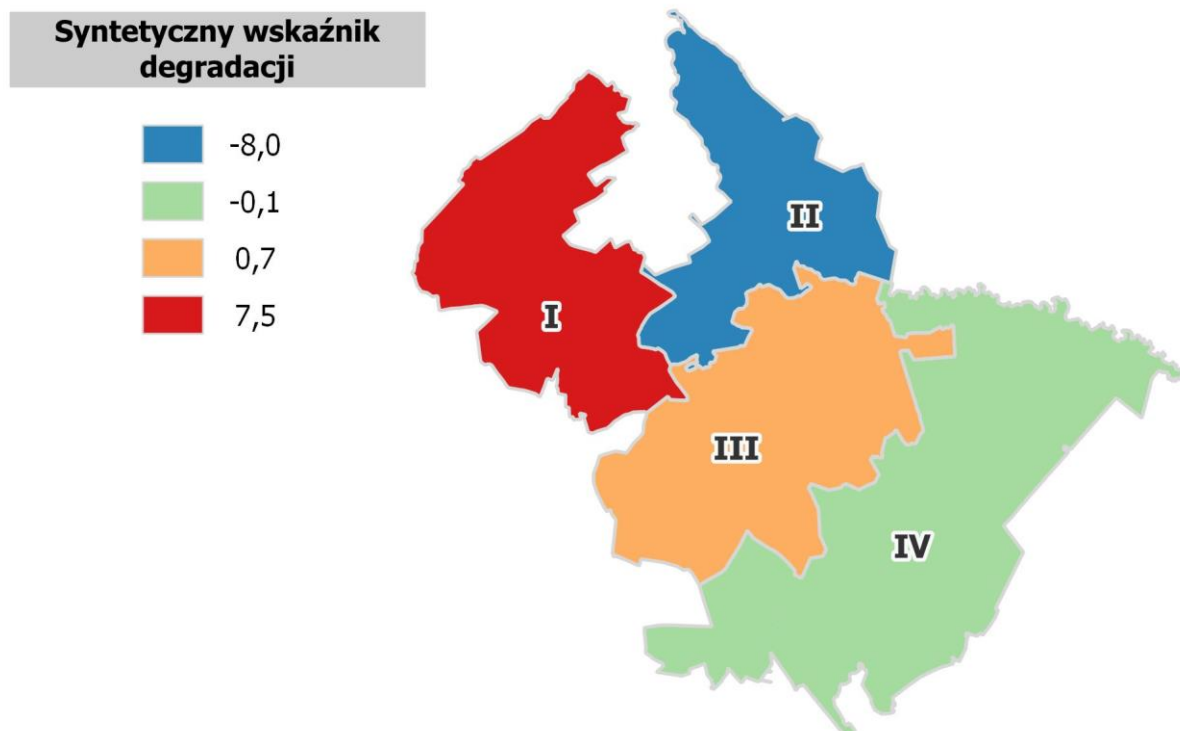 Syntetyczny wskaźnik
degradacji
-8,0
-0,1
0,7
7,5
II
I
III
IV